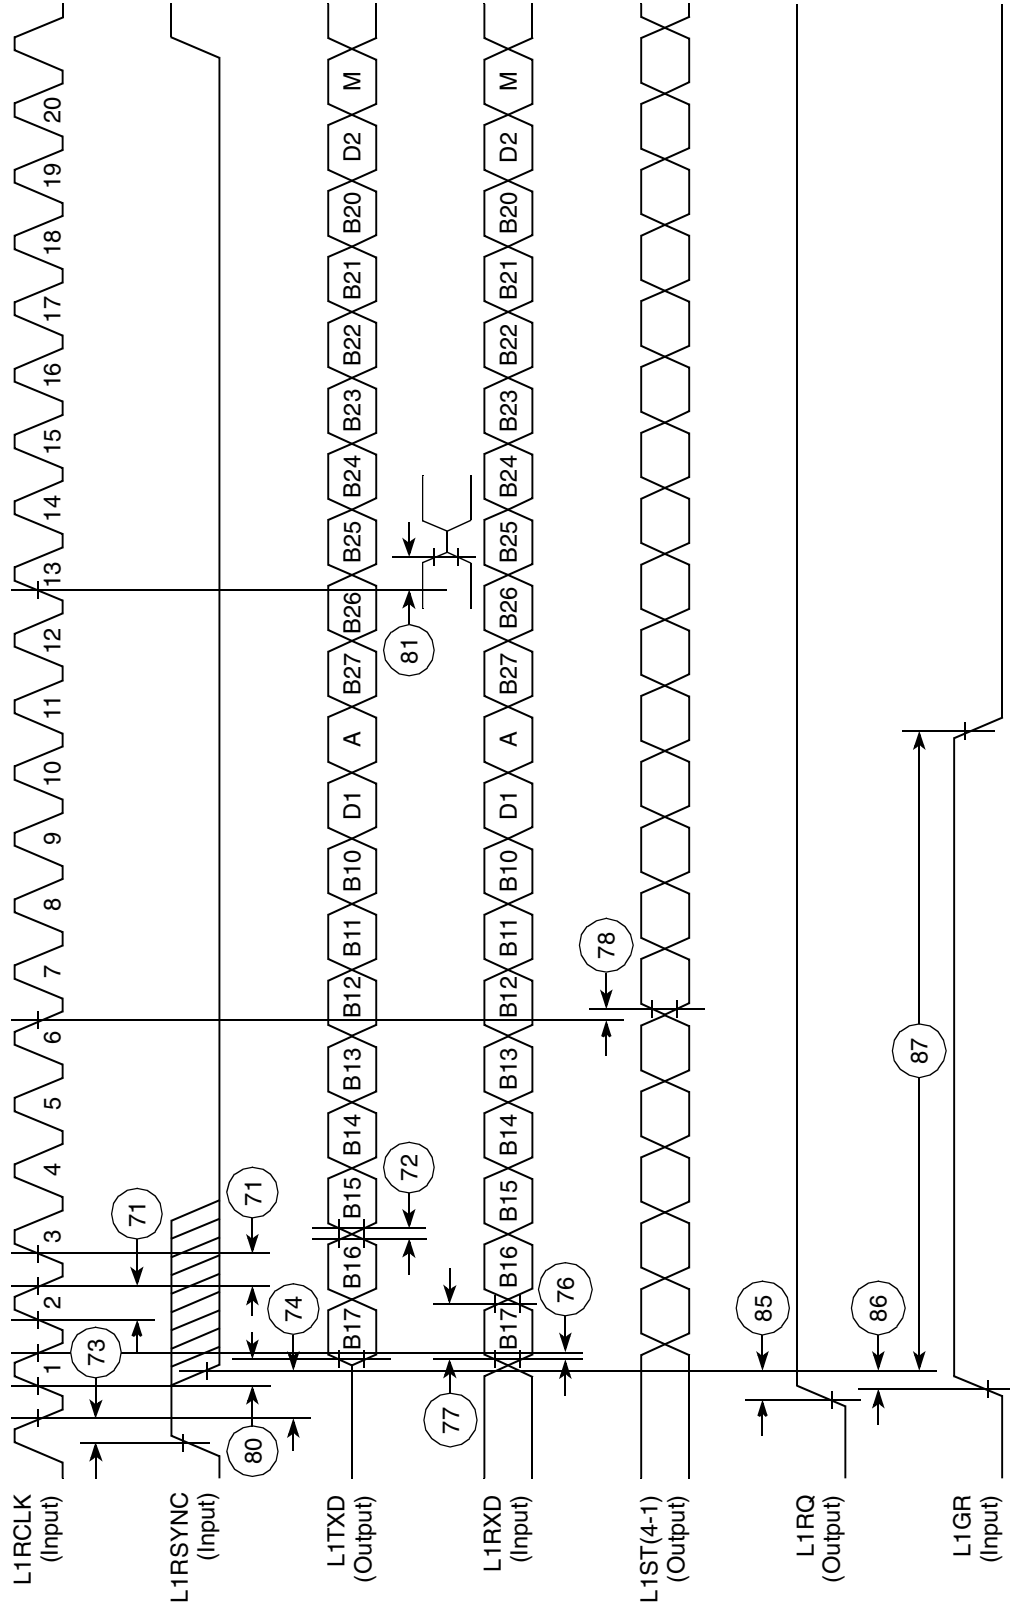 L1RCLK
(Input)
1 2 3 4 5 6 7 8 9 10 11 12 13 14 15 16 17 18 19 20
73
71
L1RSYNC
(Input)
80
74
71
L1TXD
(Output)
B17 B16 B15 B14 B13 B12 B11 B10 D1 A B27 B26 B25 B24 B23 B22 B21 B20 D2 M
72
81
77
L1RXD
(Input)
B17 B16 B15 B14 B13 B12 B11 B10 D1 A B27 B26 B25 B24 B23 B22 B21 B20 D2 M
76
78
L1ST(4-1)
(Output)
85
L1RQ
(Output)
86
87
L1GR
(Input)